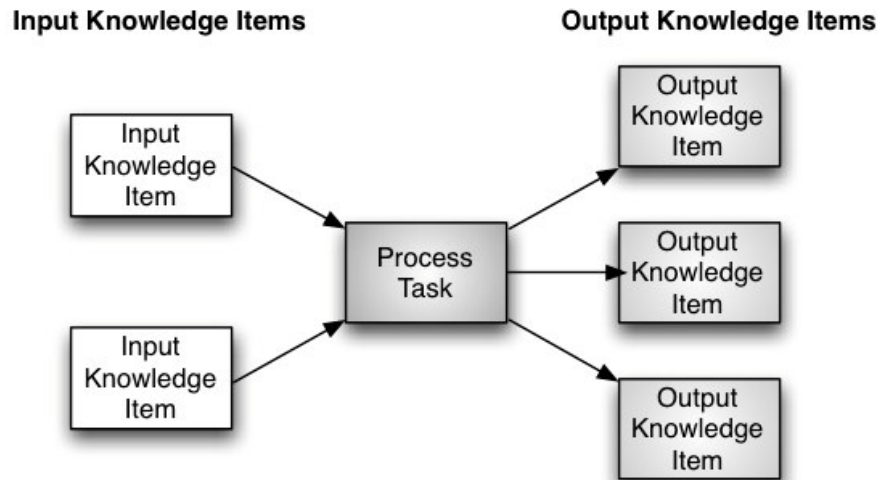 Input Knowledge Items
Output Knowledge Items
Input
Knowledge
Item
Input
Knowledge
Item
Process
Task
Output
Knowledge
Item
Output
Knowledge
Item
Output
Knowledge
Item